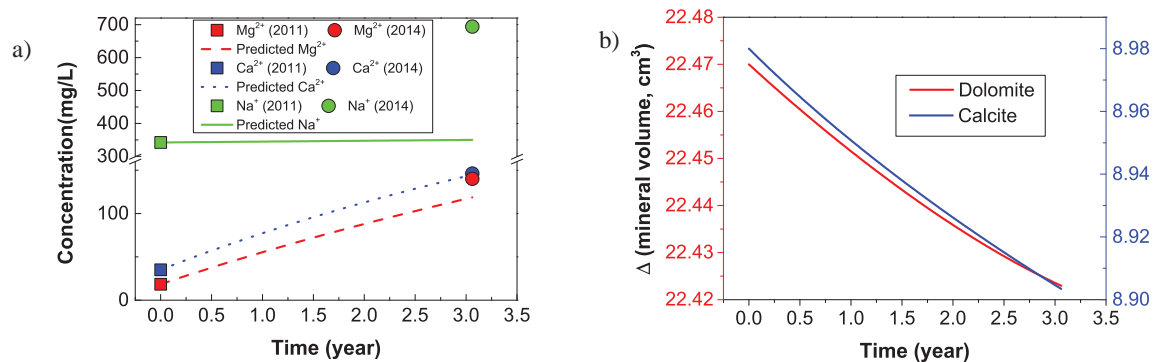 a)
Concentration(mg/L)
700
600
500
400
300
100
0
Mg²⁺ (2011) Mg²⁺ (2014)
Predicted Mg²⁺
Ca²⁺ (2011) Ca²⁺ (2014)
Predicted Ca²⁺
Na⁺ (2011) Na⁺ (2014)
Predicted Na⁺
0.0 0.5 1.0 1.5 2.0 2.5 3.0 3.5
Time (year)
b)
Δ (mineral volume, cm³)
22.48
22.47
22.46
22.45
22.44
22.43
22.42
Dolomite
Calcite
8.98
8.96
8.94
8.92
8.90
0.0 0.5 1.0 1.5 2.0 2.5 3.0 3.5
Time (year)